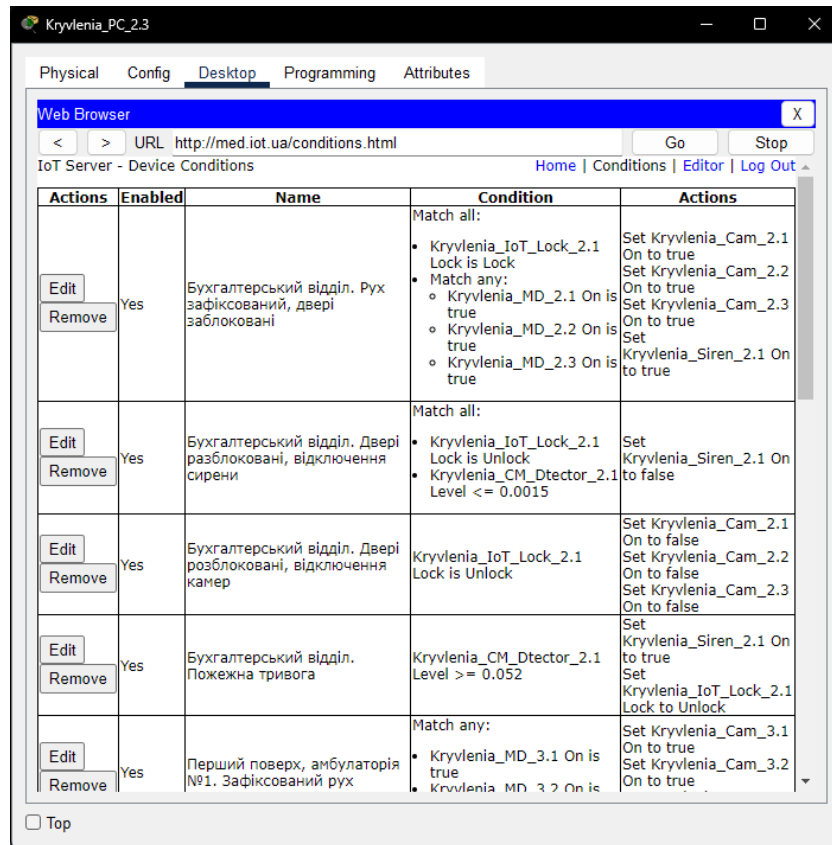 Kryvlenia_PC_2.3
Physical Config Desktop Programming Attributes
Web Browser X
< > URL http://med.iot.ua/conditions.html Go Stop
IoT Server - Device Conditions Home | Conditions | Editor | Log Out
Actions Enabled Name Condition Actions
Edit
Remove
Yes
Бухгалтерський відділ. Рух
зафіксований, двері
заблоковані
Match all:
• Kryvlenia_IoT_Lock_2.1
Lock is Lock
• Match any:
Kryvlenia_MD_2.1 On is
true
Kryvlenia_MD_2.2 On is
true
Kryvlenia_MD_2.3 On is
true
Set Kryvlenia_Cam_2.1
On to true
Set Kryvlenia_Cam_2.2
On to true
Set Kryvlenia_Cam_2.3
On to true
Set
Kryvlenia_Siren_2.1 On
to true
Edit
Remove
Yes
Бухгалтерський відділ. Двері
разблоковані, відключення
сирени
Match all:
• Kryvlenia_IoT_Lock_2.1
Lock is Unlock
• Kryvlenia_CM_Dtector_2.1
Level <= 0.0015
Set
Kryvlenia_Siren_2.1 On
to false
Edit
Remove
Yes
Бухгалтерський відділ. Двері
розблоковані, відключення
камер
Kryvlenia_IoT_Lock_2.1
Lock is Unlock
Set Kryvlenia_Cam_2.1
On to false
Set Kryvlenia_Cam_2.2
On to false
Set Kryvlenia_Cam_2.3
On to false
Edit
Remove
Yes
Бухгалтерський відділ.
Пожежна тривога
Kryvlenia_CM_Dtector_2.1
Level >= 0.052
Set
Kryvlenia_Siren_2.1 On
to true
Set
Kryvlenia_IoT_Lock_2.1
Lock to Unlock
Edit
Remove
Yes
Перший поверх, амбулаторія
№1. Зафіксований рух
Match any:
• Kryvlenia_MD_3.1 On is
true
• Kryvlenia_MD_3.2 On is
Set Kryvlenia_Cam_3.1
On to true
Set Kryvlenia_Cam_3.2
On to true
Top